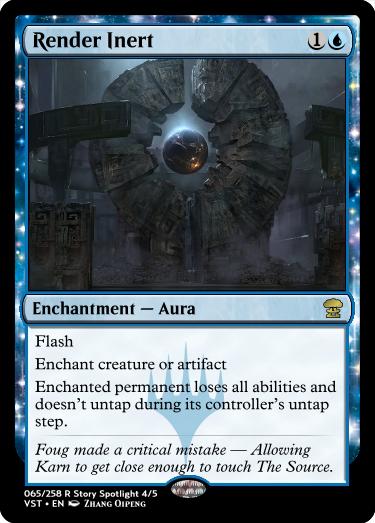 Render Inert
1
Enchantment — Aura
Flash
Enchant creature or artifact
Enchanted permanent loses all abilities and
doesn't untap during its controller's untap
step.
Foug made a critical mistake — Allowing
Karn to get close enough to touch The Source.
065/258 R Story Spotlight 4/5
VST • EN Zhang Qipeng